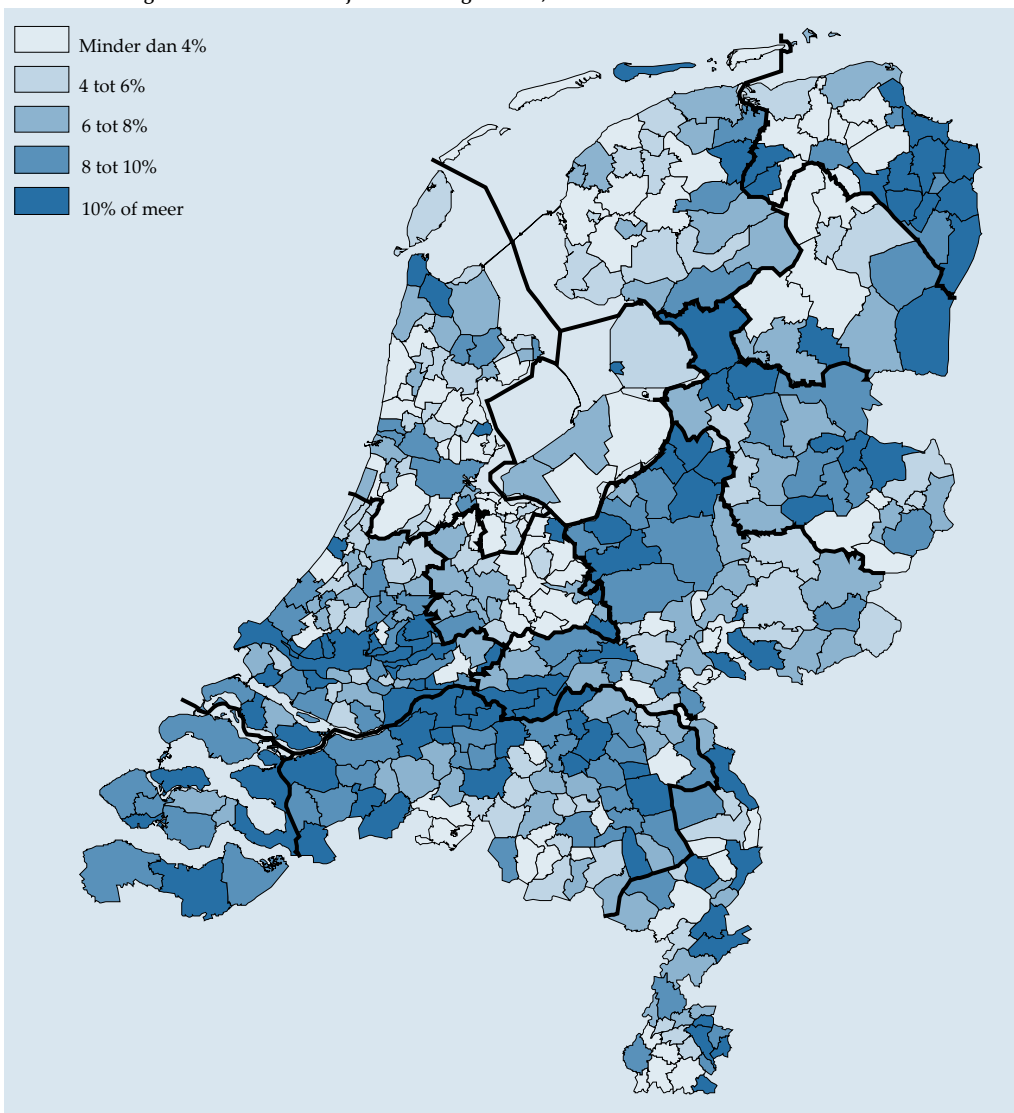 Minder dan 4%
4 tot 6%
6 tot 8%
8 tot 10%
10% of meer